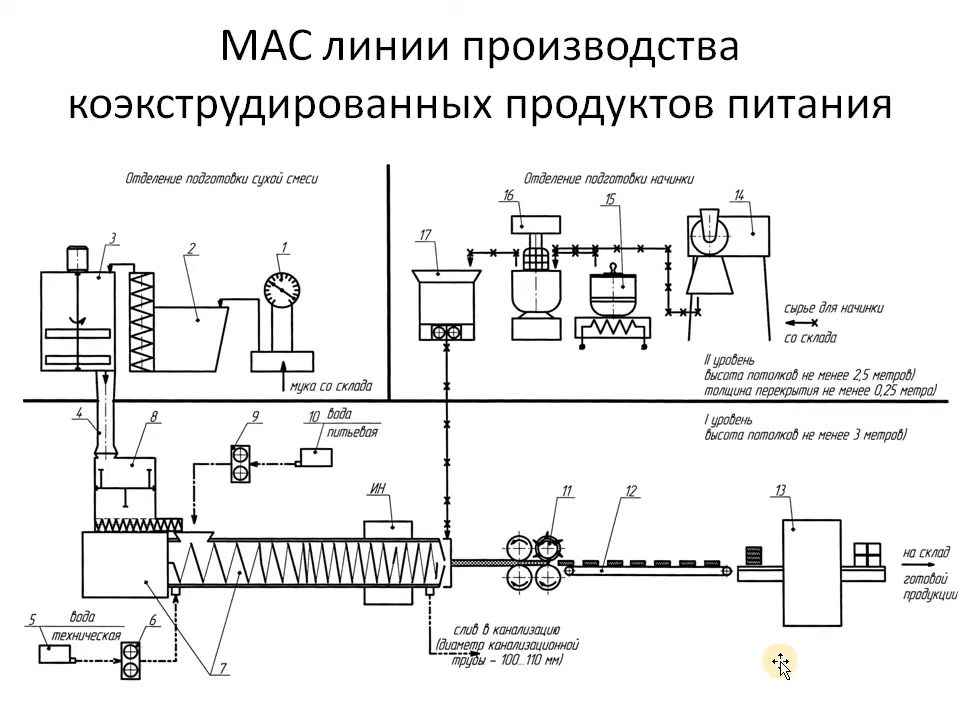 МАС линии производства
коэкструдированных продуктов питания
Отделение подготовки сухой смеси
Отделение подготовки начинки
16
15
14
17
3
2
1
сырье для начинки
со склада
мука со склада
II уровень
высота потолков не менее 2,5 метров)
толщина перекрытия не менее 0,25 метра)
I уровень
высота потолков не менее 3 метров)
4
8
9
10
вода
питьевая
ИН
11
12
13
на склад
готовой
продукции
5
вода
техническая
6
7
слив в канализацию
(диаметр канализационной
трубы - 100...110 мм)